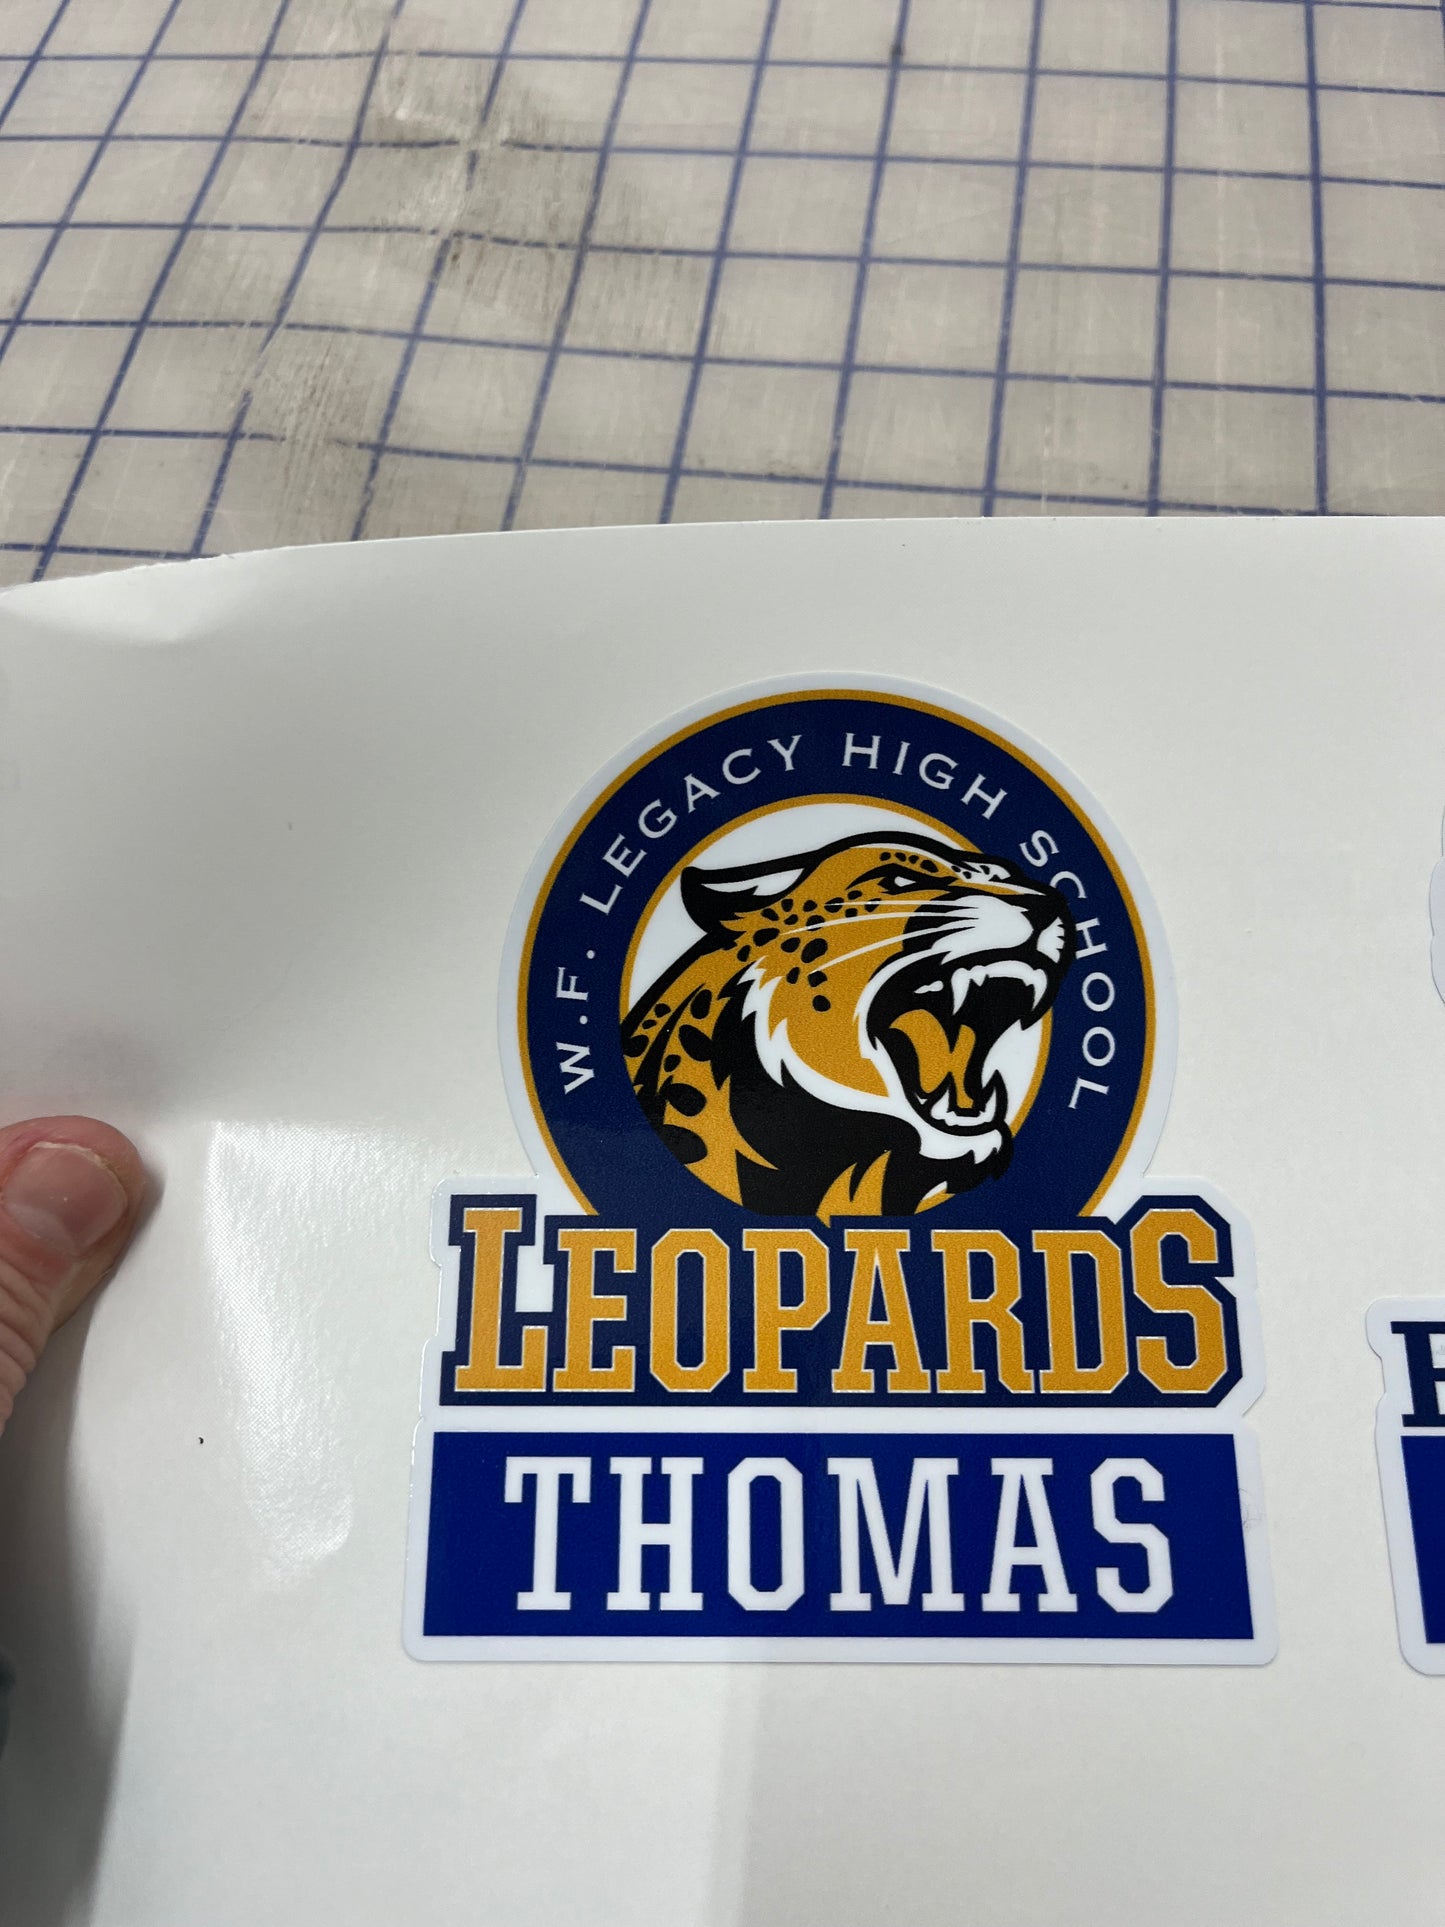 W.F. LEGACY HIGH SCHOOL
LEOPARDS
THOMAS